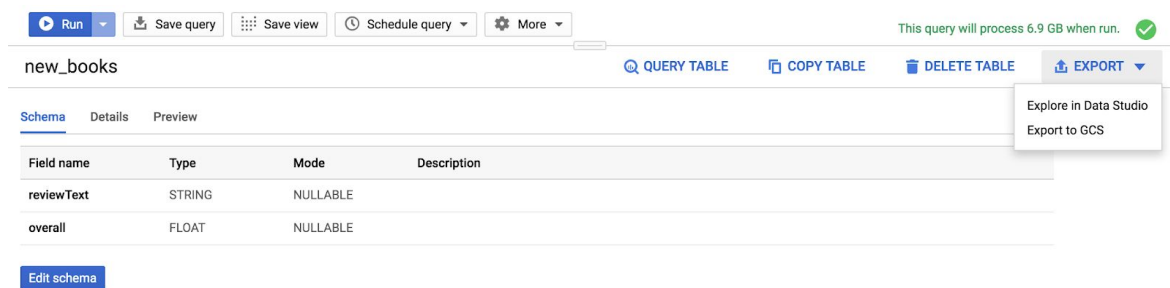 Run Save query Save view Schedule query More This query will process 6.9 GB when run.
new_books QUERY TABLE COPY TABLE DELETE TABLE EXPORT
Explore in Data Studio
Schema Details Preview
Export to GCS
Field name Type Mode Description
reviewText STRING NULLABLE
overall FLOAT NULLABLE
Edit schema